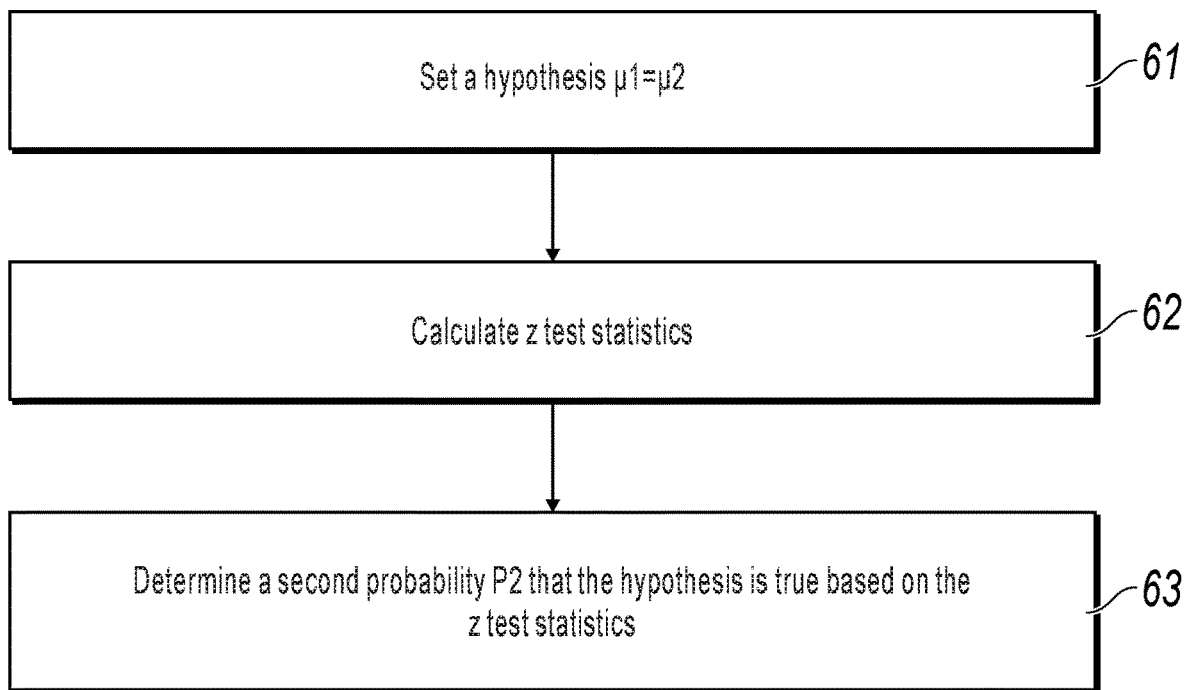 Set a hypothesis µ1=µ2
61
Calculate z test statistics
62
Determine a second probability P2 that the hypothesis is true based on the
z test statistics
63